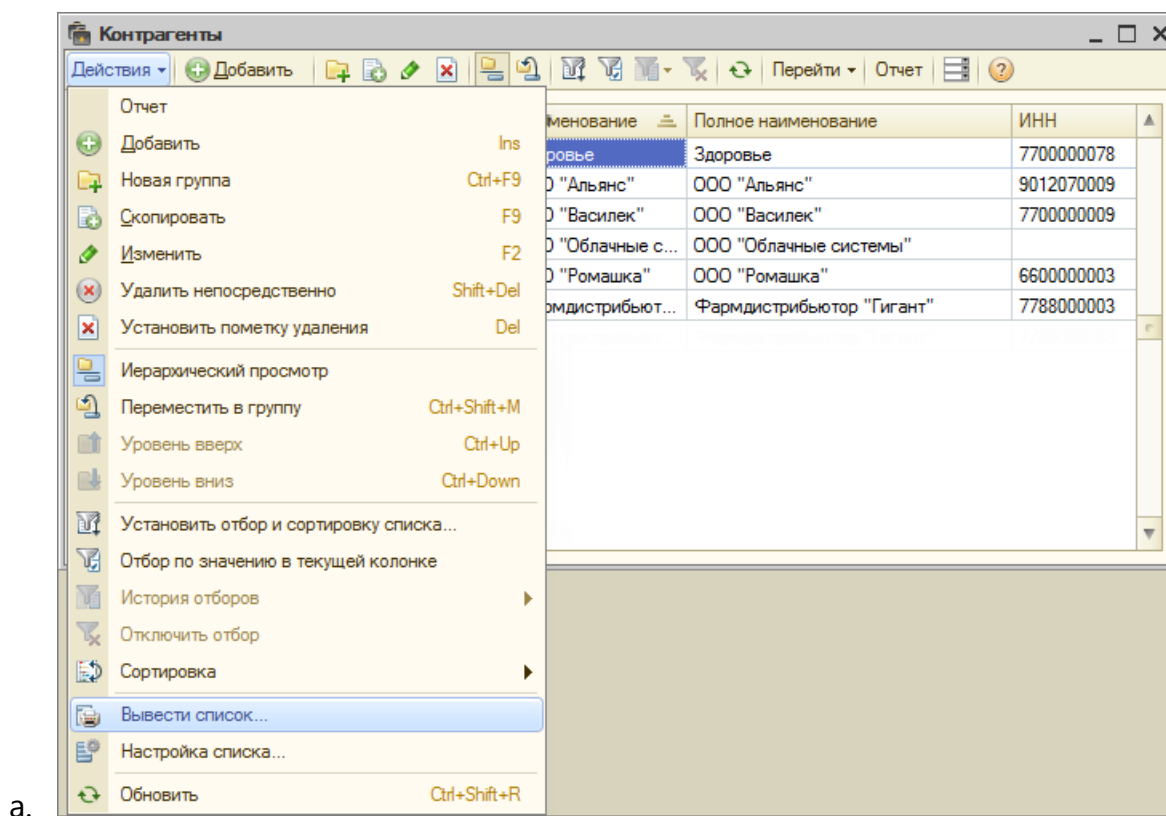 Контрагенты
Действия Добавить Перейти Отчет
Отчет
Добавить Ins
Новая группа Ctrl+F9
Скопировать F9
Изменить F2
Удалить непосредственно Shift+Del
Установить пометку удаления Del
Иерархический просмотр
Переместить в группу Ctrl+Shift+M
Уровень вверх Ctrl+Up
Уровень вниз Ctrl+Down
Установить отбор и сортировку списка...
Отбор по значению в текущей колонке
История отборов
Отключить отбор
Сортировка
Вывести список...
Настройка списка...
Обновить Ctrl+Shift+R
менование Полное наименование ИНН
ровье Здоровье 7700000078
"Альянс" ООО "Альянс" 9012070009
"Василек" ООО "Василек" 7700000009
"Облачные с... ООО "Облачные системы"
"Ромашка" ООО "Ромашка" 6600000003
рмдистрибьют... Фармдистрибьютор "Гигант" 7788000003
a.